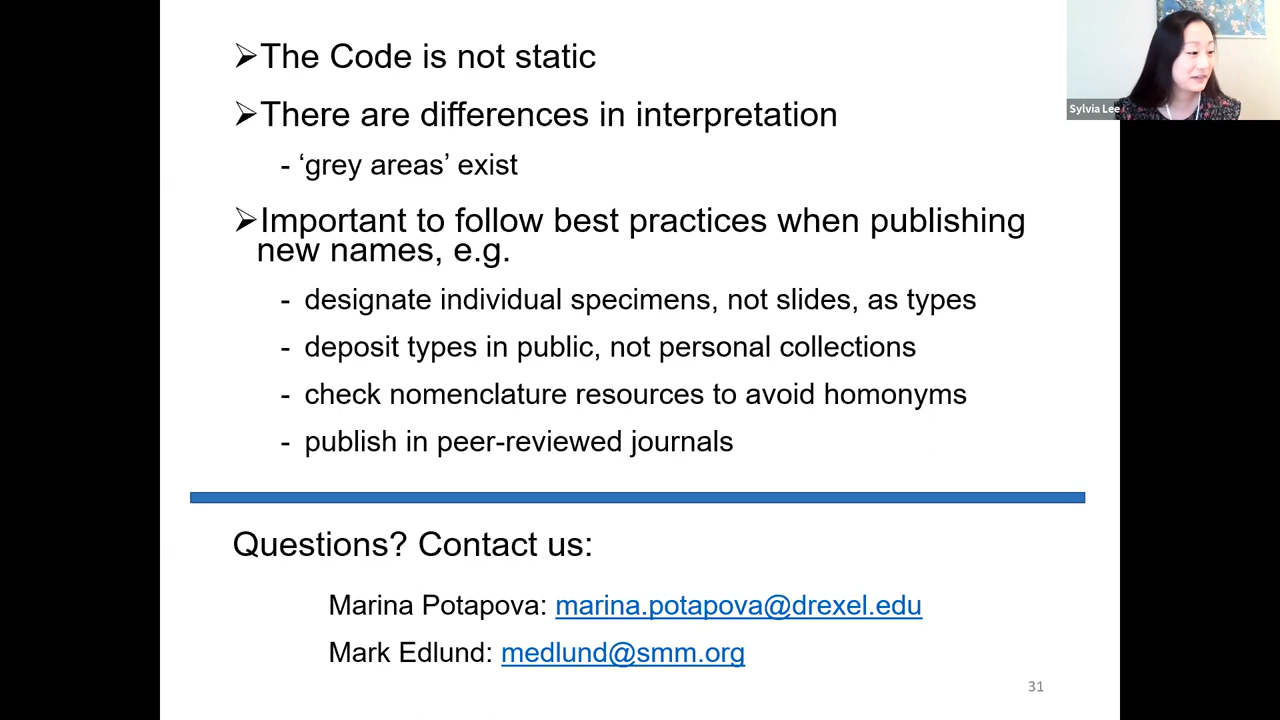 ➢The Code is not static
➢There are differences in interpretation
- ‘grey areas’ exist
➢Important to follow best practices when publishing
new names, e.g.
- designate individual specimens, not slides, as types
- deposit types in public, not personal collections
- check nomenclature resources to avoid homonyms
- publish in peer-reviewed journals
Questions? Contact us:
Marina Potapova: marina.potapova@drexel.edu
Mark Edlund: medlund@smm.org
31
Sylvia Lee